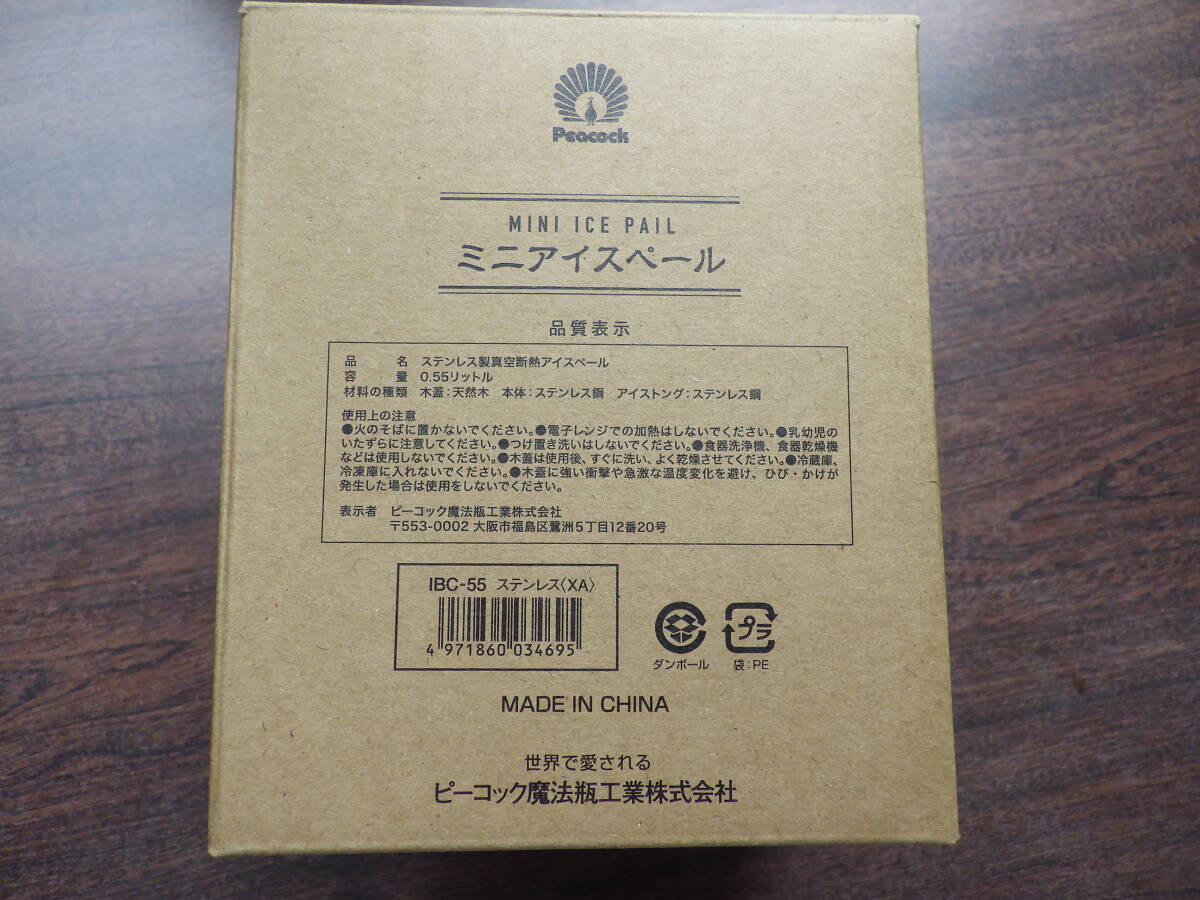 Peacock
MINI ICE PAIL
ミニアイスペール
品質表示
品 名 ステンレス製真空断熱アイスペール
容 量 0.55リットル
材料の種類 木蓋:天然木 本体:ステンレス鋼 アイストング:ステンレス鋼
使用上の注意
●火のそばに置かないでください。●電子レンジでの加熱はしないでください。●乳幼児の
いたずらに注意してください。●つけ置き洗いはしないでください。●食器洗浄機、食器乾燥機
などは使用しないでください。●木蓋は使用後、すぐに洗い、よく乾燥させてください。●冷蔵庫、
冷凍庫に入れないでください。●木蓋に強い衝撃や急激な温度変化を避け、ひび・かけが
発生した場合は使用をしないでください。
表示者 ピーコック魔法瓶工業株式会社
〒553-0002 大阪市福島区鷺洲5丁目12番20号
IBC-55 ステンレス〈XA〉
4 971860 034695
ダンボール
プラ
袋:PE
MADE IN CHINA
世界で愛される
ピーコック魔法瓶工業株式会社